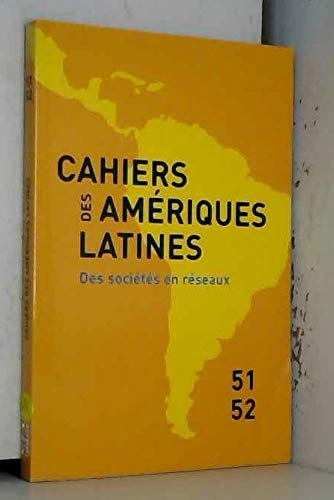 CAHIERS
DES AMÉRIQUES
LATINES
Des sociétés en réseaux
51
52